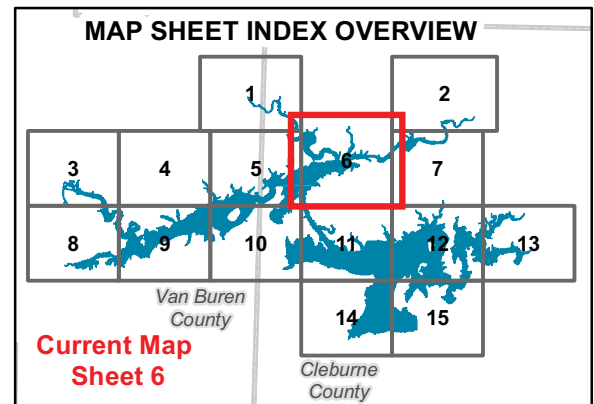 MAP SHEET INDEX OVERVIEW
1
2
3
4
5
6
7
8
9
10
11
12
13
14
15
Van Buren
County
Current Map
Sheet 6
Cleburne
County